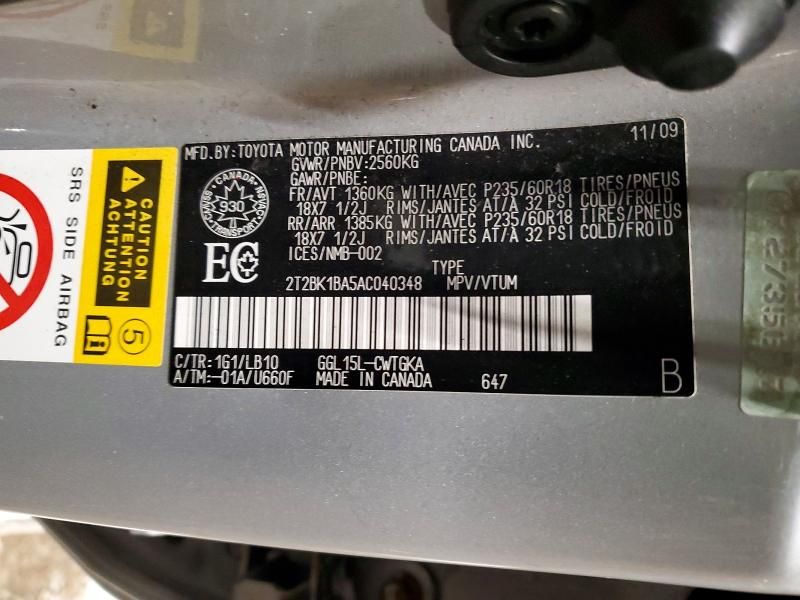 MFD.BY:TOYOTA MOTOR MANUFACTURING CANADA INC. 11/09
GVWR/PNBV:2560KG
GAWR/PNBE:
FR/AVT 1360KG WITH/AVEC P235/60R18 TIRES/PNEUS
18X7 1/2J RIMS/JANTES AT/À 32 PSI COLD/FROID
RR/ARR 1385KG WITH/AVEC P235/60R18 TIRES/PNEUS
18X7 1/2J RIMS/JANTES AT/À 32 PSI COLD/FROID
ICES/NMB-002
CANADA
930
TRANSPORT
EC
TYPE
2T2BK1BA5AC040348 MPV/VTUM
C/TR:1G1/LB10 GGL15L-CWTGKA
A/TM:-01A/U660F MADE IN CANADA 647 B
CAUTION
ATTENTION
ACHTUNG
SRS SIDE AIRBAG
5